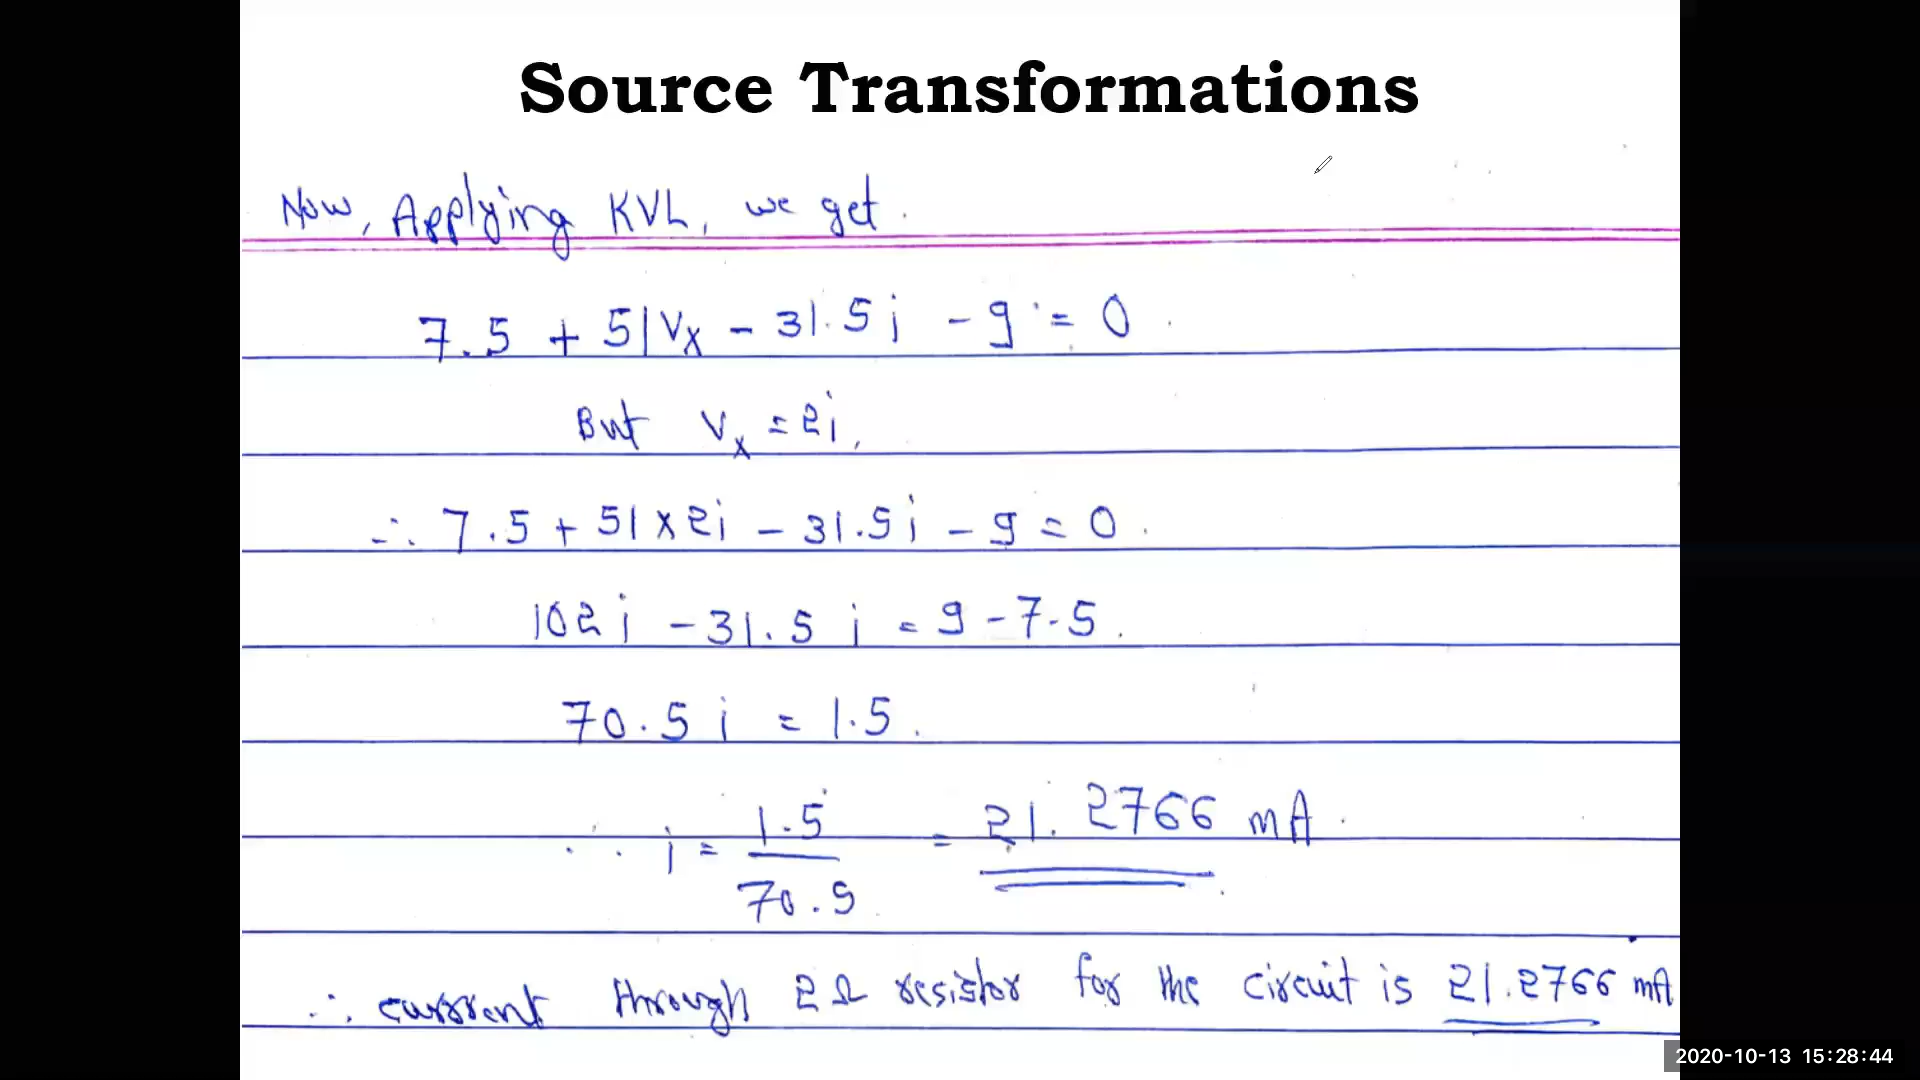 Source Transformations
Now, Applying KVL, we get.
7.5 + 51Vx - 31.5i - 9 = 0.
But Vx = 2i,
∴ 7.5 + 51 x 2i - 31.5i - 9 = 0.
102i - 31.5i = 9 - 7.5.
70.5i = 1.5.
∴ i = 1.5/70.5 = 21.2766 mA.
∴ current through 2Ω resistor for the circuit is 21.2766 mA
2020-10-13 15:28:44